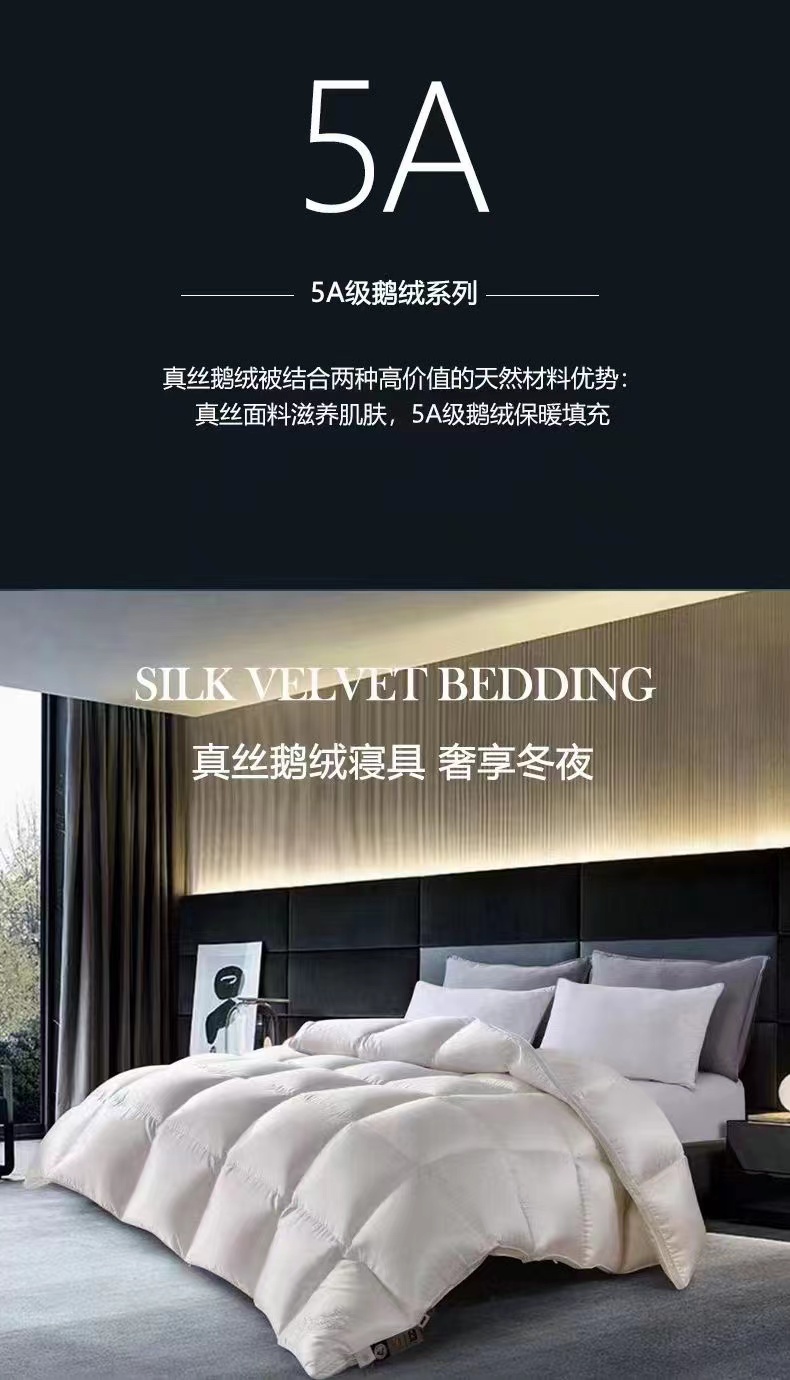 5A
5A级鹅绒系列
真丝鹅绒被结合两种高价值的天然材料优势：
真丝面料滋养肌肤，5A级鹅绒保暖填充
SILK VELVET BEDDING
真丝鹅绒寝具 奢享冬夜